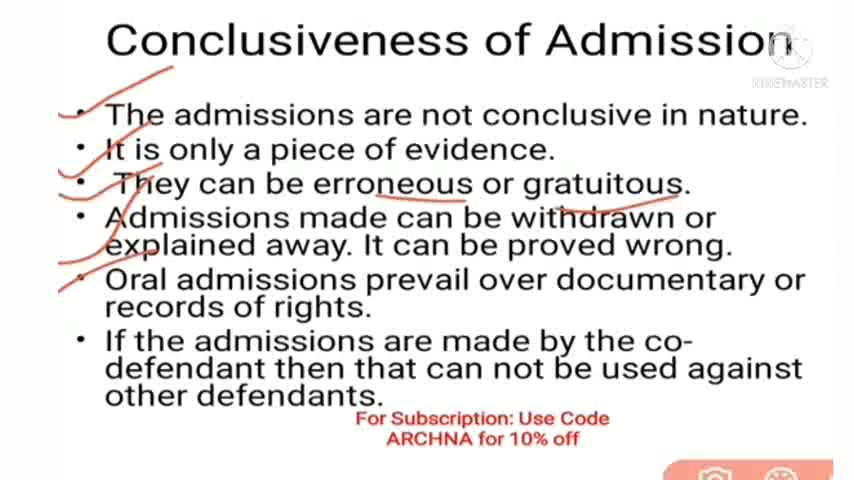 Conclusiveness of Admission
KINEMASTER
• The admissions are not conclusive in nature.
• It is only a piece of evidence.
• They can be erroneous or gratuitous.
• Admissions made can be withdrawn or
explained away. It can be proved wrong.
• Oral admissions prevail over documentary or
records of rights.
• If the admissions are made by the co-
defendant then that can not be used against
other defendants.
For Subscription: Use Code
ARCHNA for 10% off